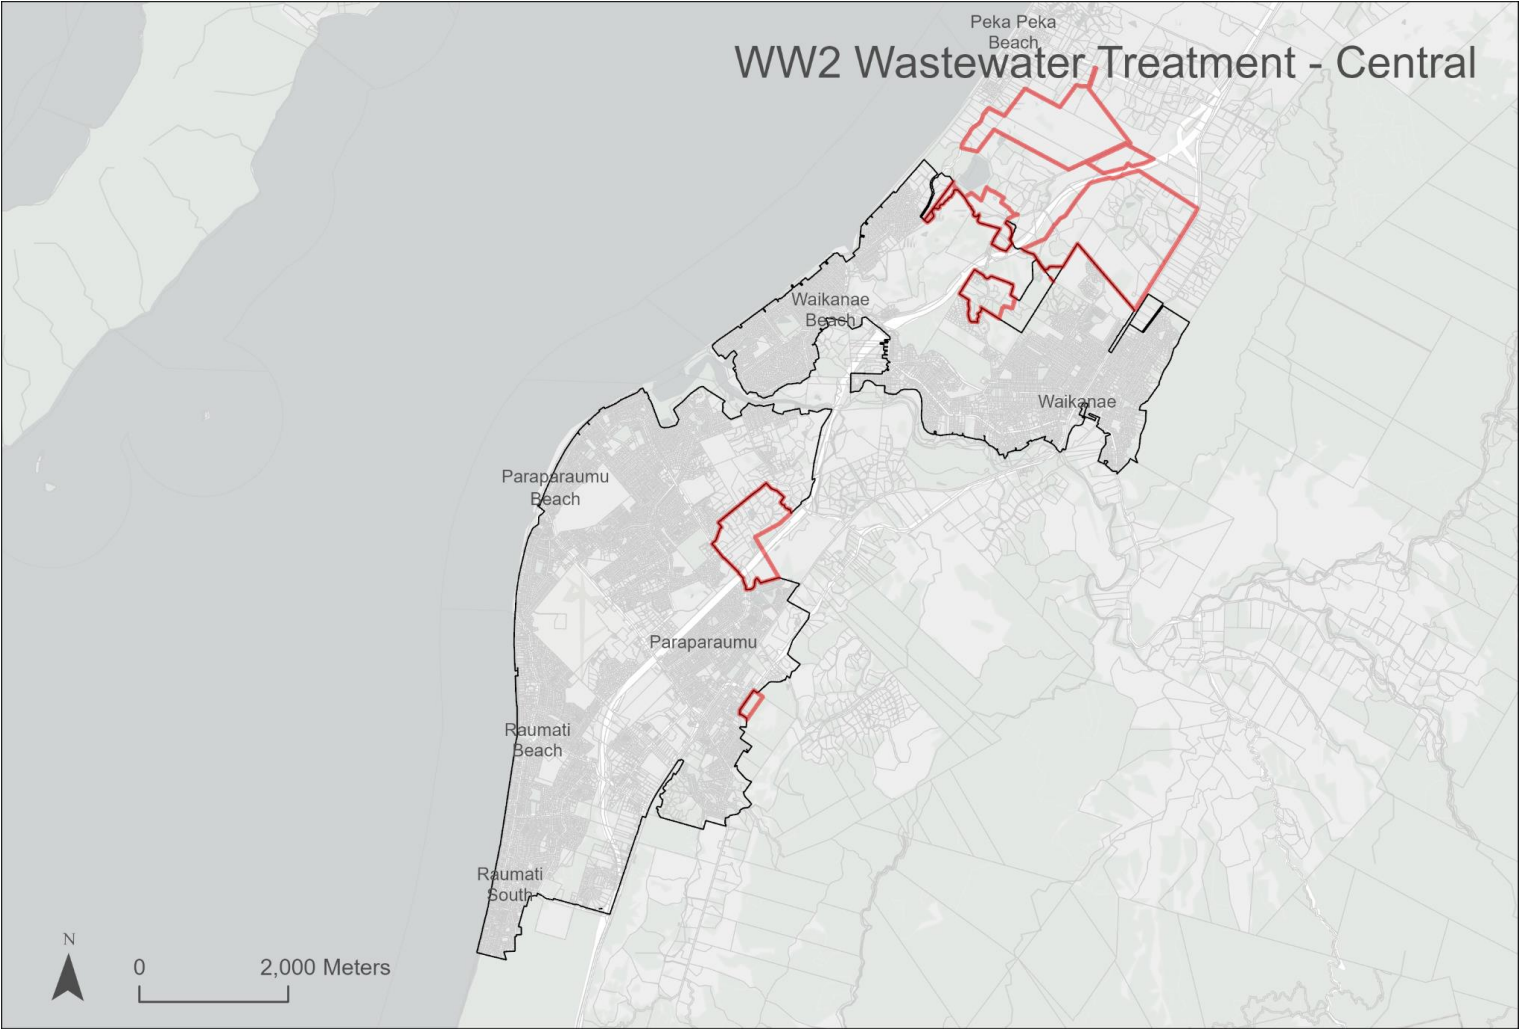 Peka Peka
Beach
WW2 Wastewater Treatment - Central
Waikanae
Beach
Waikanae
Paraparaumu
Beach
Paraparaumu
Raumati
Beach
Raumati
South
N
0 2,000 Meters